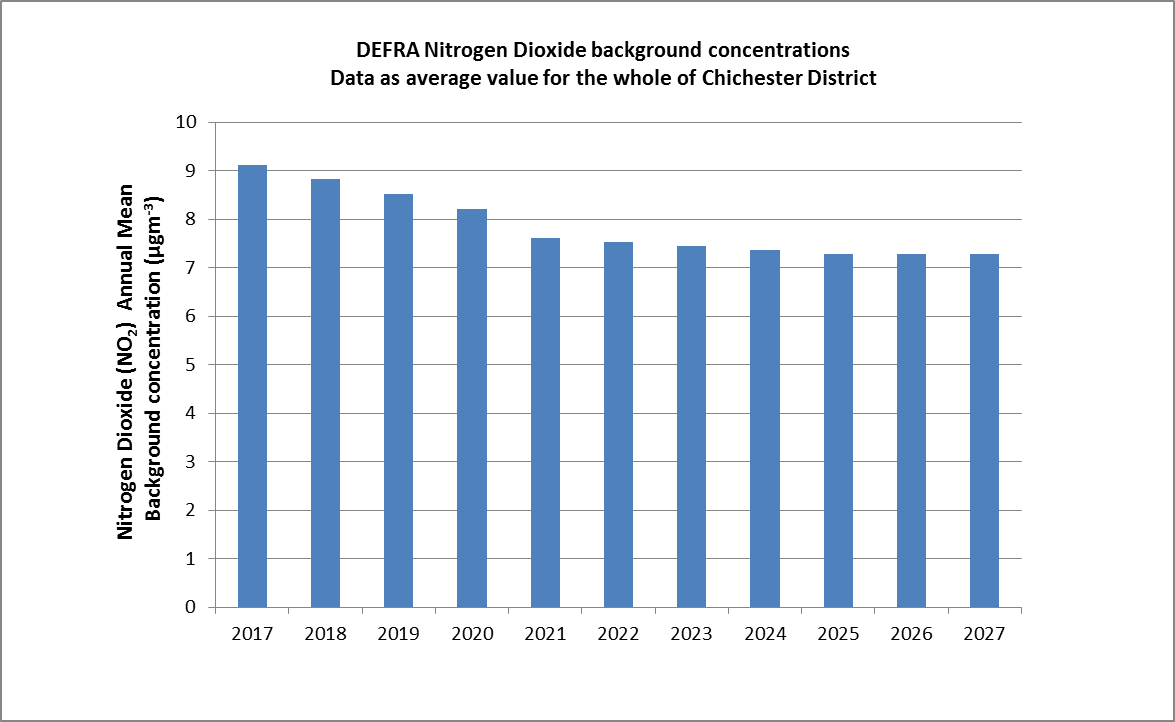 DEFRA Nitrogen Dioxide background concentrations
Data as average value for the whole of Chichester District
Nitrogen Dioxide (NO₂)  Annual Mean
Background concentration (µgm⁻³)
10
9
8
7
6
5
4
3
2
1
0
2017 2018 2019 2020 2021 2022 2023 2024 2025 2026 2027